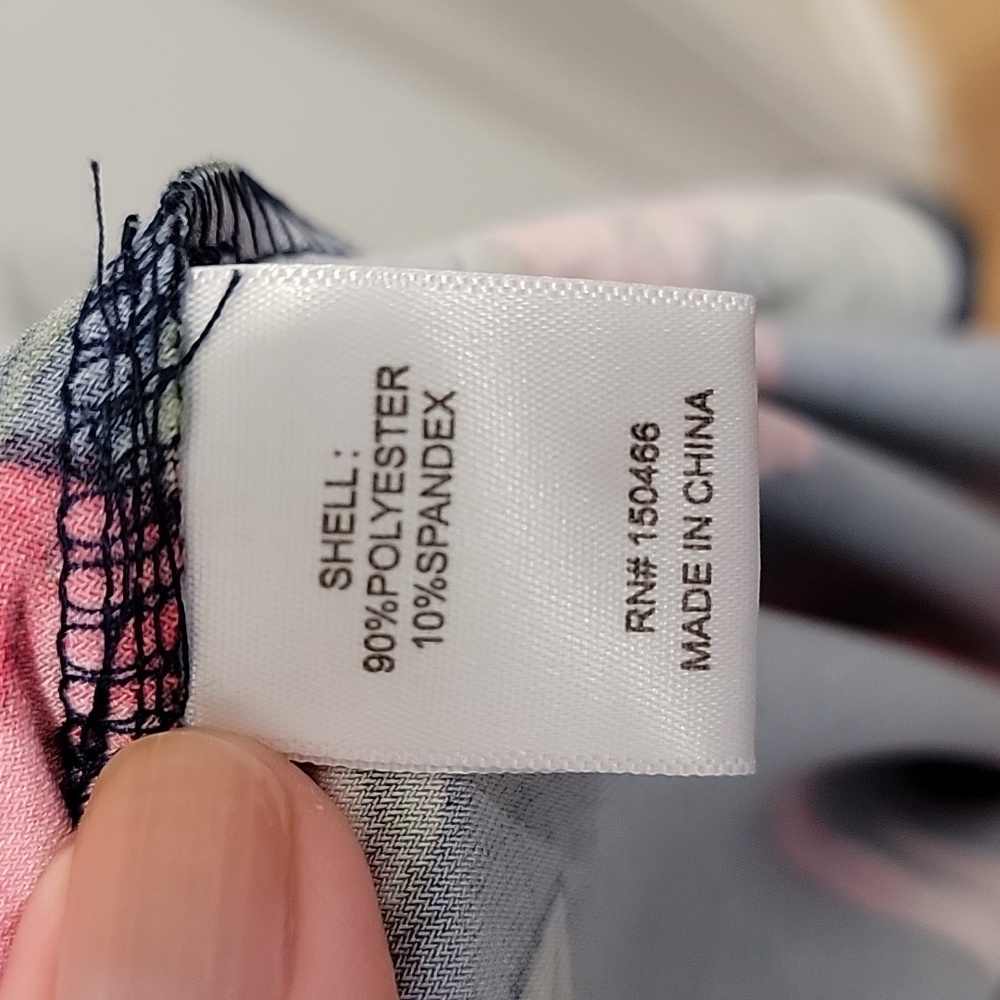 SHELL:
90%POLYESTER
10%SPANDEX
RN# 150466
MADE IN CHINA